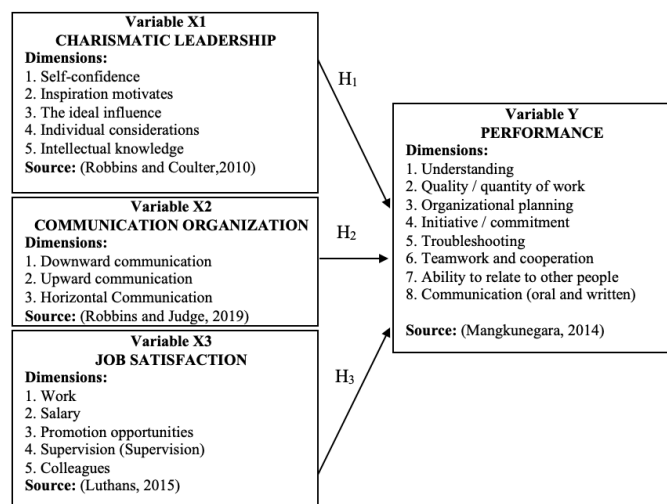 Variable X1
CHARISMATIC LEADERSHIP
Dimensions:
1. Self-confidence
2. Inspiration motivates
3. The ideal influence
4. Individual considerations
5. Intellectual knowledge
Source: (Robbins and Coulter,2010)
Variable X2
COMMUNICATION ORGANIZATION
Dimensions:
1. Downward communication
2. Upward communication
3. Horizontal Communication
Source: (Robbins and Judge, 2019)
Variable X3
JOB SATISFACTION
Dimensions:
1. Work
2. Salary
3. Promotion opportunities
4. Supervision (Supervision)
5. Colleagues
Source: (Luthans, 2015)
H1
H2
H3
Variable Y
PERFORMANCE
Dimensions:
1. Understanding
2. Quality / quantity of work
3. Organizational planning
4. Initiative / commitment
5. Troubleshooting
6. Teamwork and cooperation
7. Ability to relate to other people
8. Communication (oral and written)
Source: (Mangkunegara, 2014)